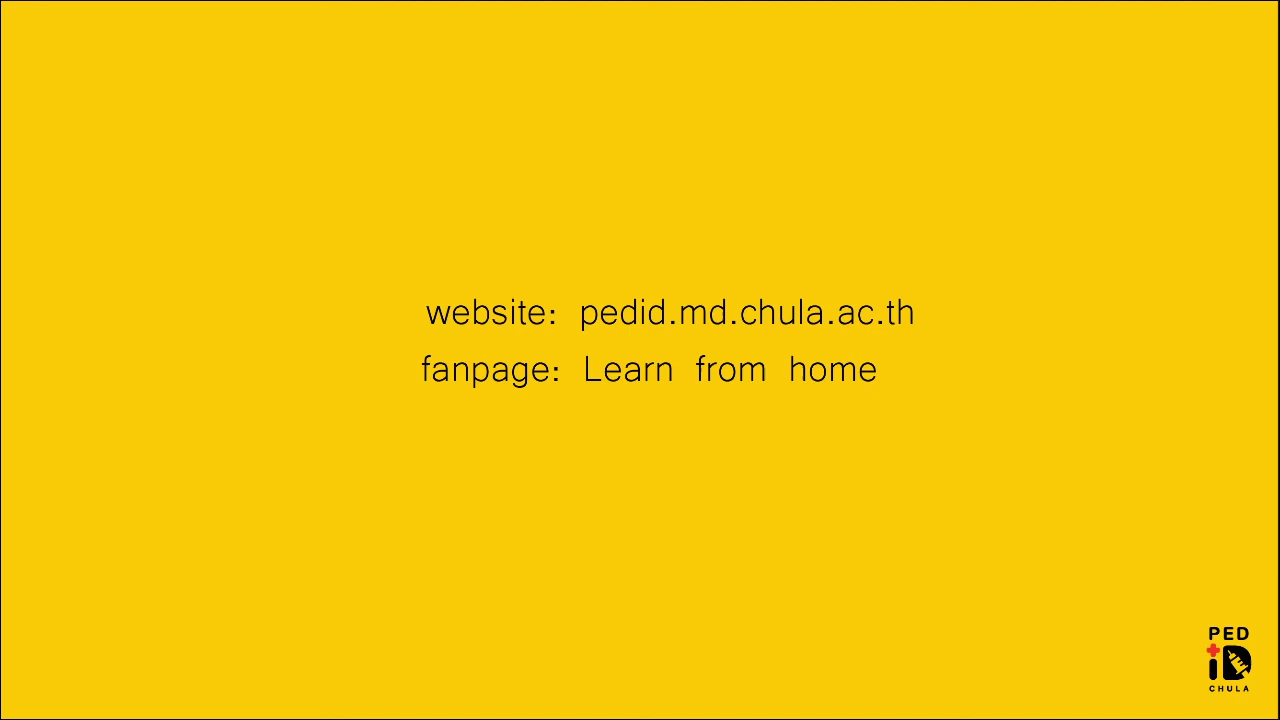 website: pedid.md.chula.ac.th
fanpage: Learn from home
PED
iD
CHULA